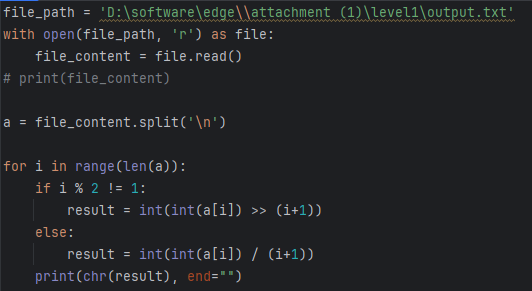 file_path = 'D:\software\edge\\attachment (1)\level1\output.txt'
with open(file_path, 'r') as file:
    file_content = file.read()
# print(file_content)

a = file_content.split('\n')

for i in range(len(a)):
    if i % 2 != 1:
        result = int(int(a[i]) >> (i+1))
    else:
        result = int(int(a[i]) / (i+1))
    print(chr(result), end="")